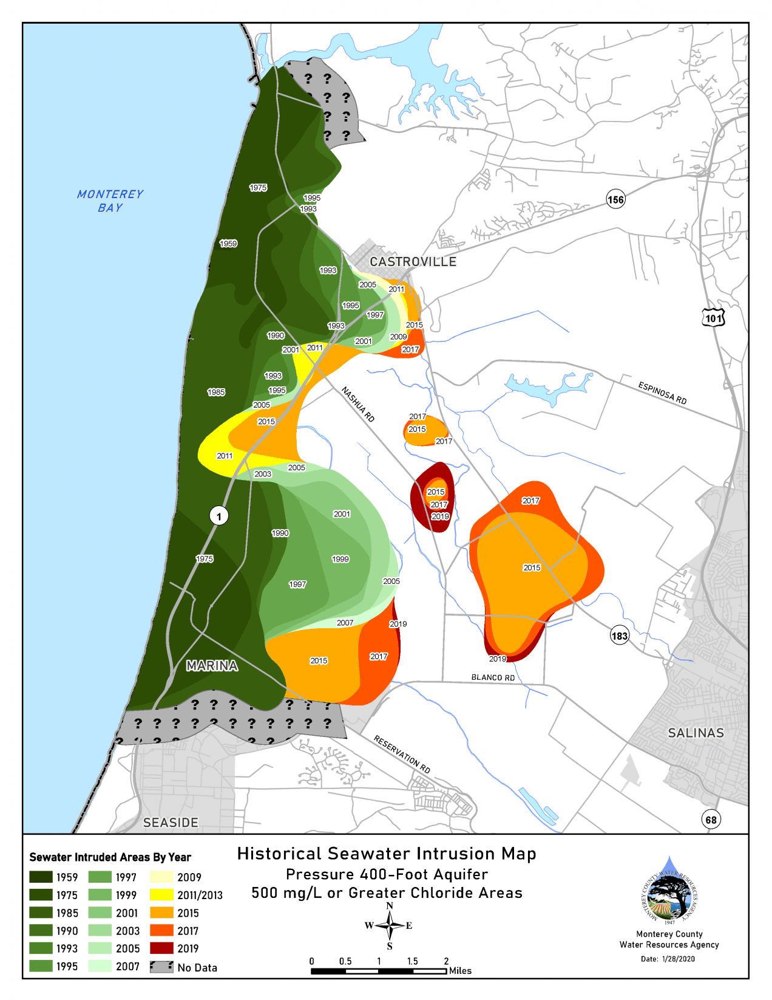 MONTEREY
BAY
156
101
1975
1995
1993
1959
CASTROVILLE
1993
2005
2011
1995
1997
2015
1993
2009
1990
2001
2017
2001
2011
1993
1995
1985
2005
2015
NASHUA RD
ESPINOSA RD
2017
2015
2017
2011
2005
2003
2015
2017
2019
2017
1
2001
1990
1975
1999
2015
1997
2005
2007
2019
183
2015
2017
2019
MARINA
BLANCO RD
SALINAS
RESERVATION RD
68
SEASIDE
? ? ? ? ? ? ? ? ? ? ? ? ? ? ? ? ? ? ? ?
Sewater Intruded Areas By Year
1959
1975
1985
1990
1993
1995
1997
1999
2001
2003
2005
2007
2009
2011/2013
2015
2017
2019
No Data
Historical Seawater Intrusion Map
Pressure 400-Foot Aquifer
500 mg/L or Greater Chloride Areas
N
W E
S
0 0.5 1 1.5 2
Miles
MONTEREY COUNTY WATER RESOURCES AGENCY
1947
Monterey County
Water Resources Agency
Date: 1/28/2020